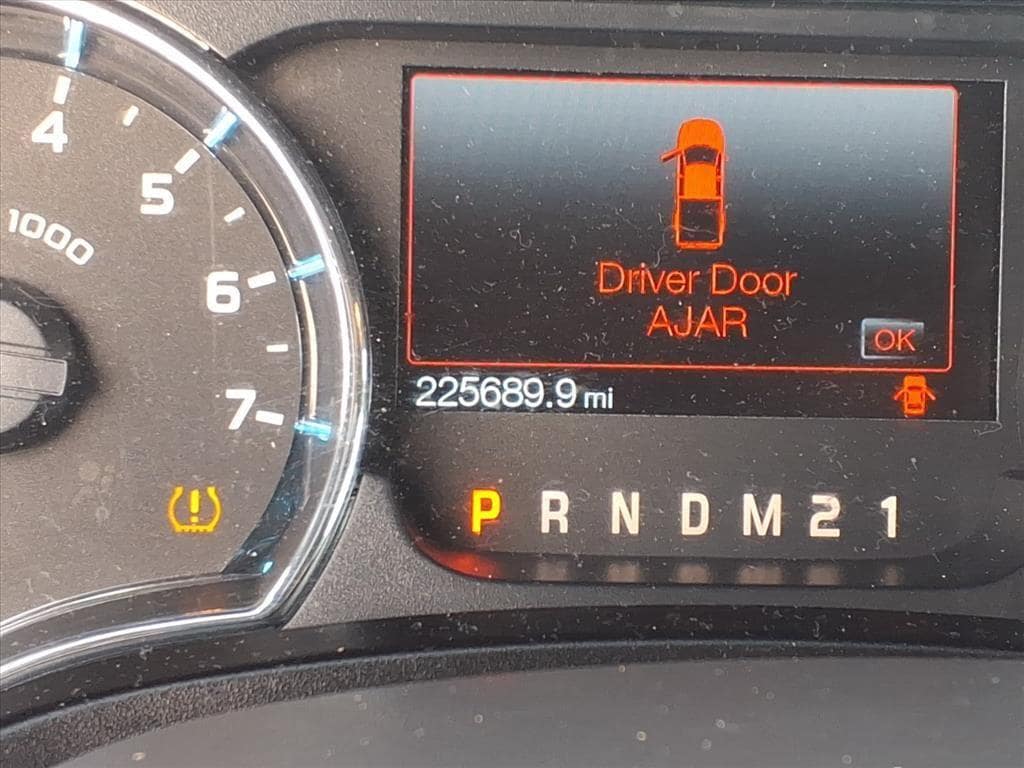 4
5
1000
6
7
Driver Door
AJAR
OK
225689.9 mi
P R N D M 2 1